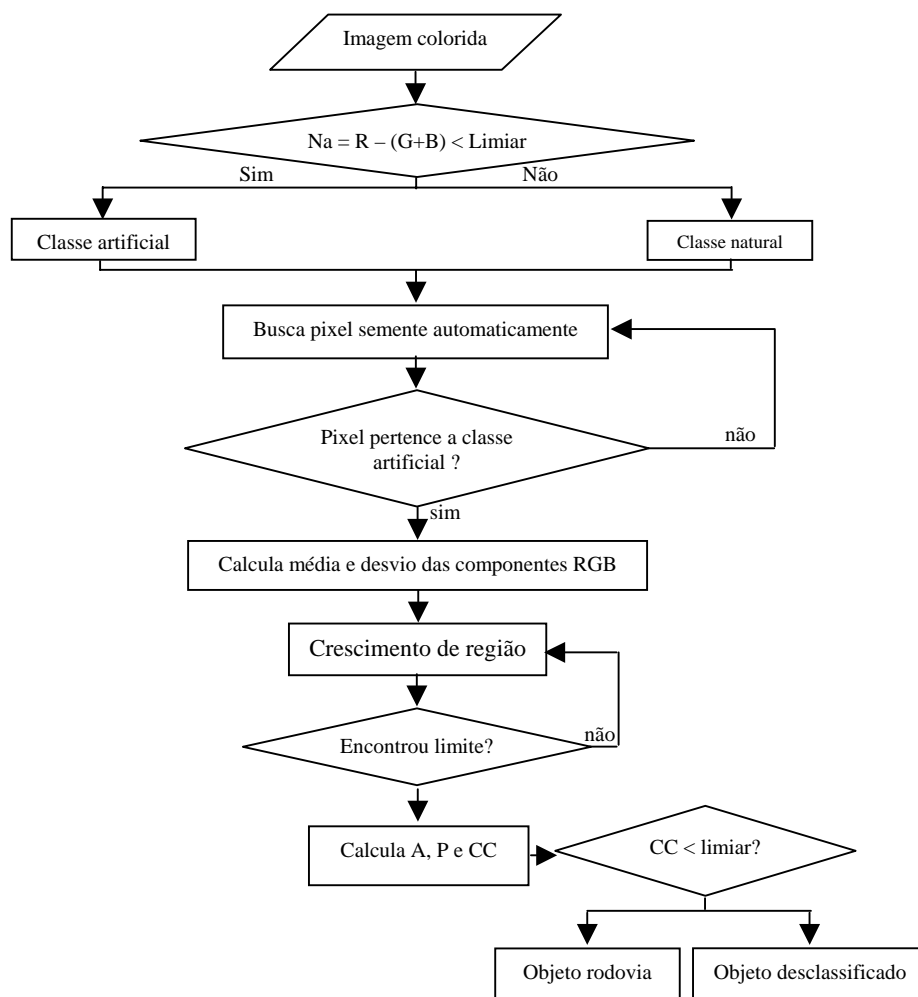 Imagem colorida
Na = R – (G+B) < Limiar
Sim
Não
Classe artificial
Classe natural
Busca pixel semente automaticamente
Pixel pertence a classe
artificial ?
não
sim
Calcula média e desvio das componentes RGB
Crescimento de região
Encontrou limite?
não
Calcula A, P e CC
CC < limiar?
Objeto rodovia
Objeto desclassificado